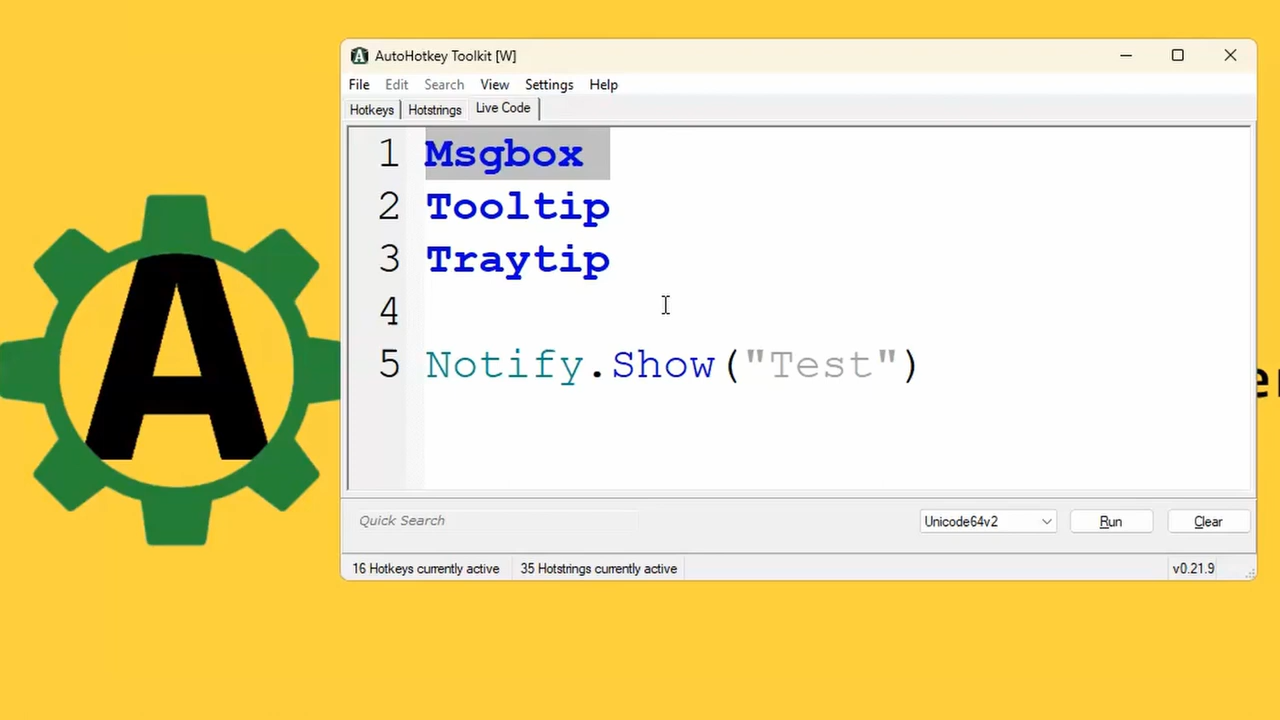 AutoHotkey Toolkit [W]
File Edit Search View Settings Help
Hotkeys Hotstrings Live Code
1 Msgbox
2 Tooltip
3 Traytip
4
5 Notify.Show("Test")
A
Quick Search Unicode64v2 Run Clear
16 Hotkeys currently active 35 Hotstrings currently active v0.21.9